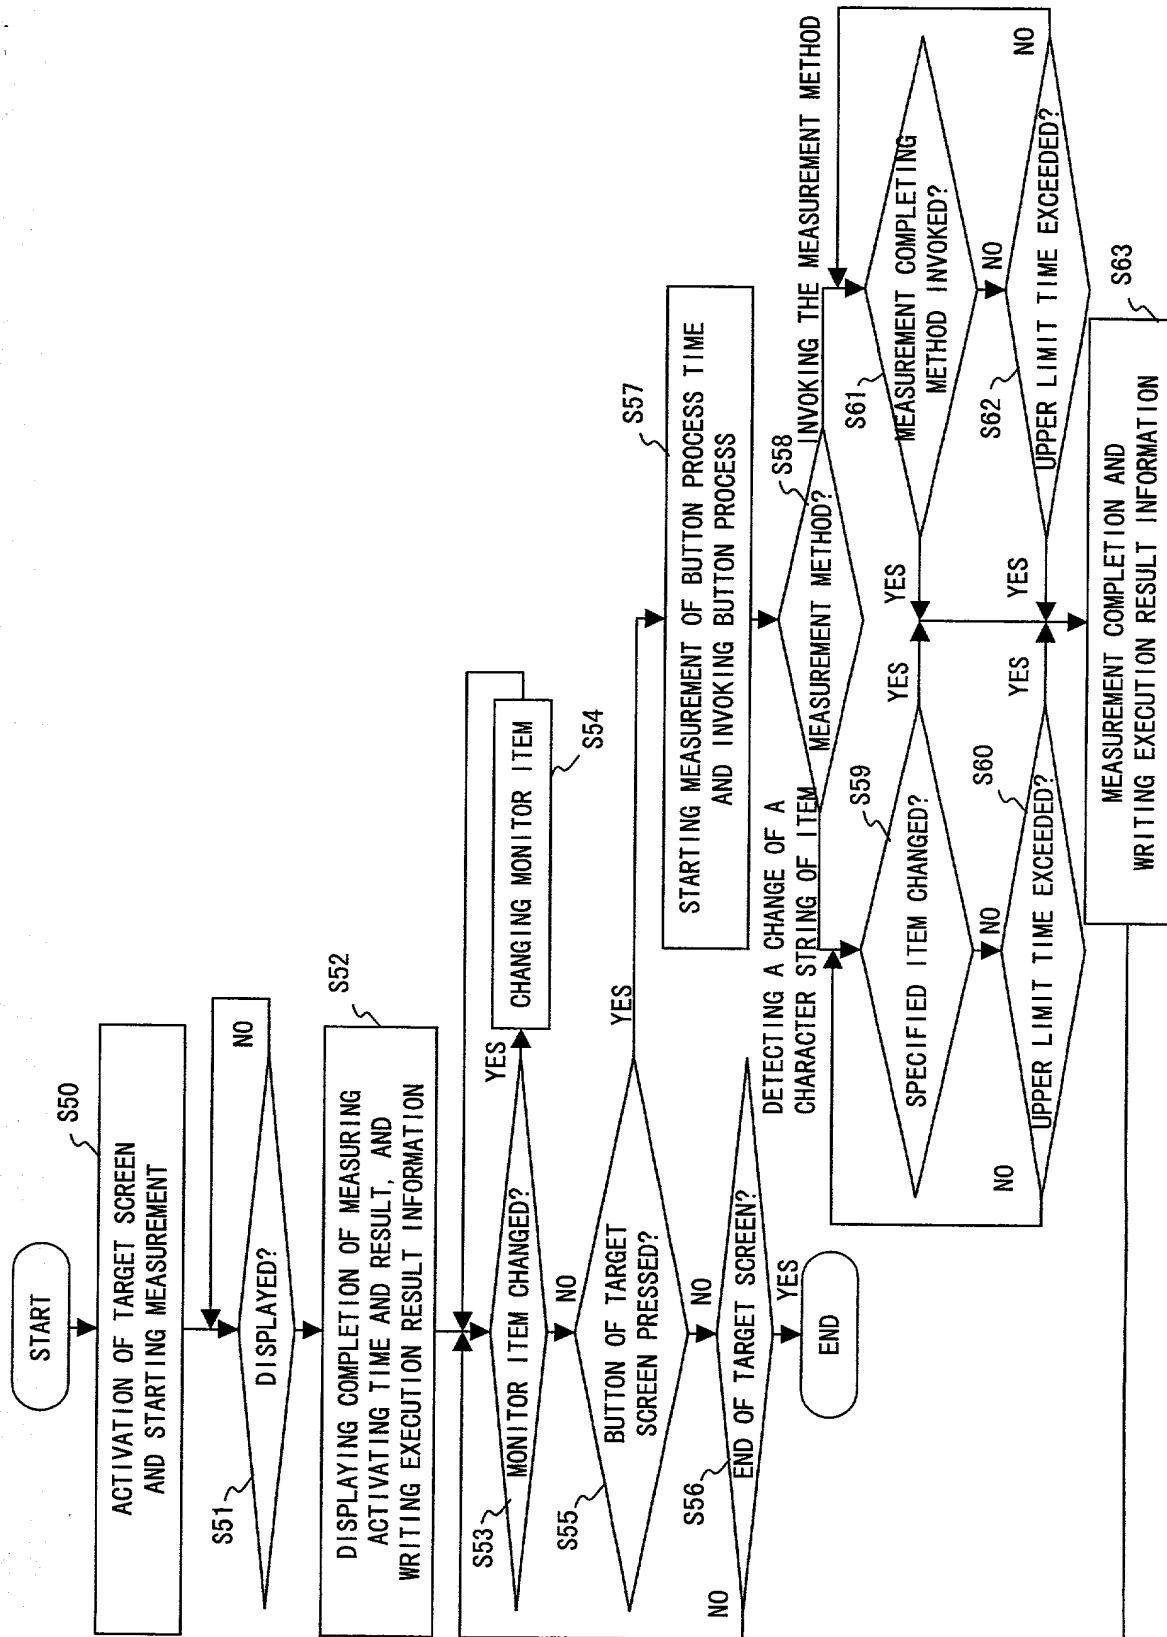 START
S50
ACTIVATION OF TARGET SCREEN
AND STARTING MEASUREMENT
S51
DISPLAYED?
NO
S52
DISPLAYING COMPLETION OF MEASURING
ACTIVATING TIME AND RESULT, AND
WRITING EXECUTION RESULT INFORMATION
S53
MONITOR ITEM CHANGED?
YES
CHANGING MONITOR ITEM
S54
NO
S55
BUTTON OF TARGET
SCREEN PRESSED?
YES
NO
S56
END OF TARGET SCREEN?
NO
YES
END
S57
STARTING MEASUREMENT OF BUTTON PROCESS TIME
AND INVOKING BUTTON PROCESS
S58
MEASUREMENT METHOD?
DETECTING A CHANGE OF A
CHARACTER STRING OF ITEM
INVOKING THE MEASUREMENT METHOD
S59
SPECIFIED ITEM CHANGED?
YES
NO
S60
UPPER LIMIT TIME EXCEEDED?
YES
NO
S61
MEASUREMENT COMPLETING
METHOD INVOKED?
YES
NO
S62
UPPER LIMIT TIME EXCEEDED?
YES
NO
S63
MEASUREMENT COMPLETION AND
WRITING EXECUTION RESULT INFORMATION